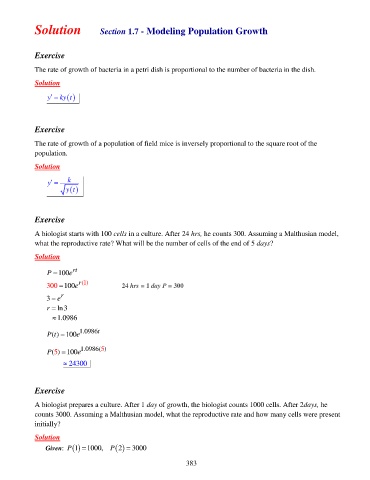 Solution Section 1.7 - Modeling Population Growth
Exercise
The rate of growth of bacteria in a petri dish is proportional to the number of bacteria in the dish.
Solution
y' = ky(t)
Exercise
The rate of growth of a population of field mice is inversely proportional to the square root of the
population.
Solution
y' = k / √y(t)
Exercise
A biologist starts with 100 cells in a culture. After 24 hrs, he counts 300. Assuming a Malthusian model,
what the reproductive rate? What will be the number of cells of the end of 5 days?
Solution
P = 100e^{rt}
300 = 100e^{r(1)} 24 hrs = 1 day P = 300
3 = e^{r}
r = ln 3
≈ 1.0986
P(t) = 100e^{1.0986t}
P(5) = 100e^{1.0986(5)}
≈ 24300
Exercise
A biologist prepares a culture. After 1 day of growth, the biologist counts 1000 cells. After 2days, he
counts 3000. Assuming a Malthusian model, what the reproductive rate and how many cells were present
initially?
Solution
Given: P(1) = 1000, P(2) = 3000
383